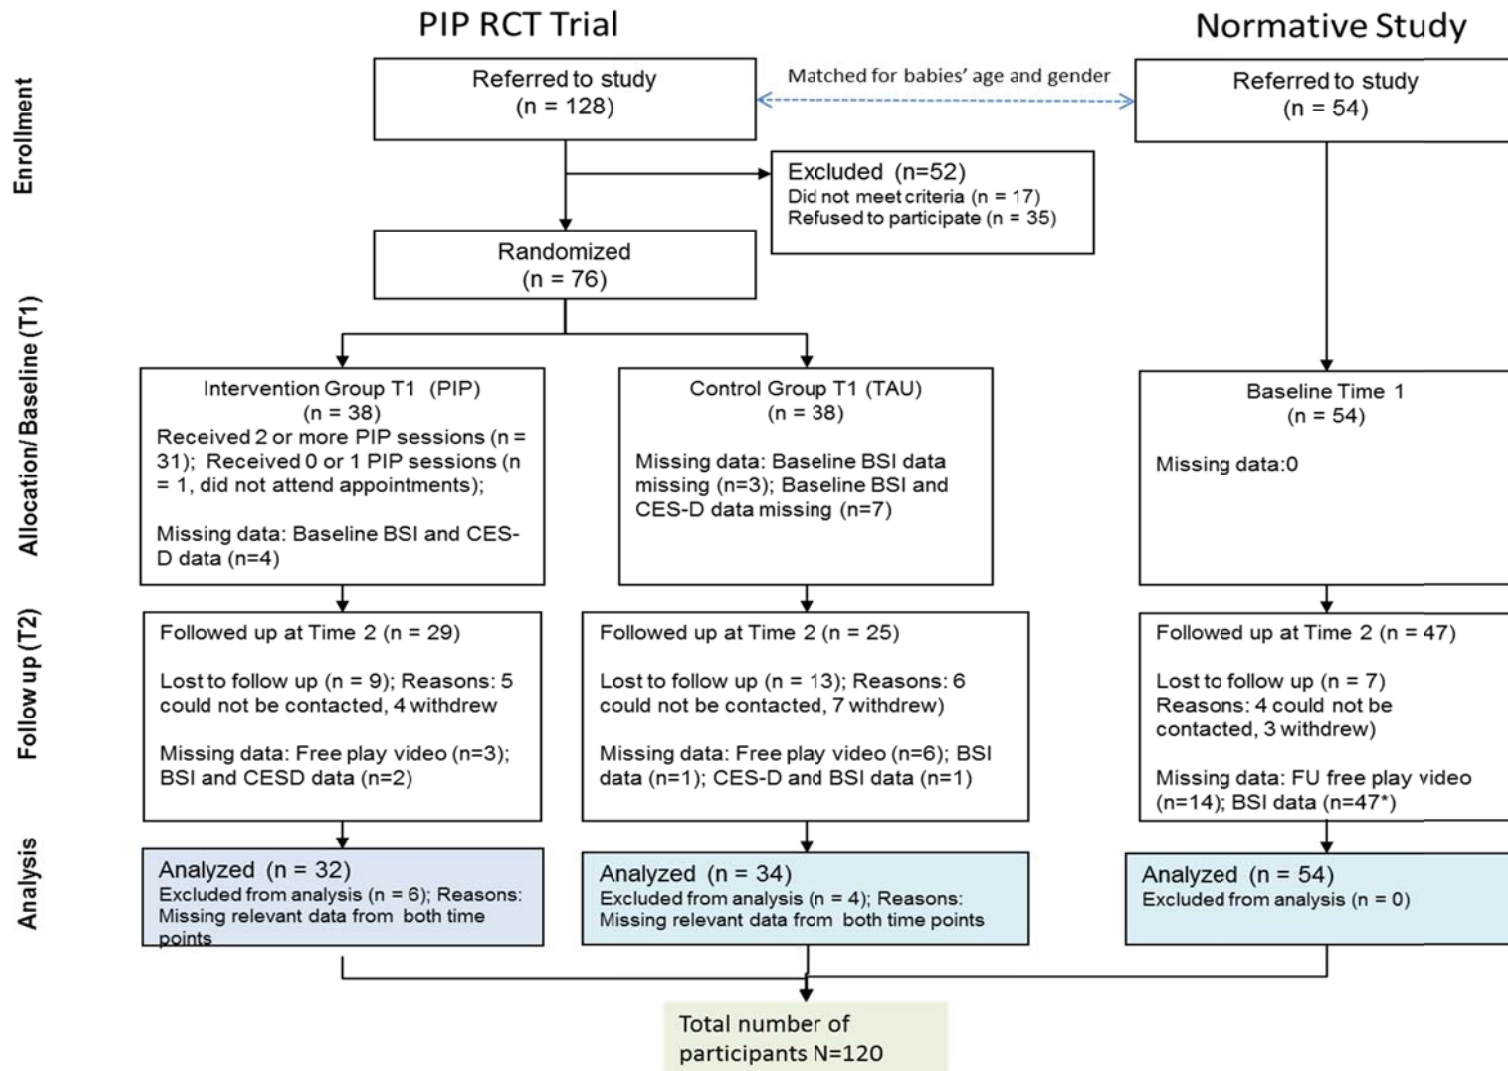 PIP RCT Trial
Normative Study
Enrollment
Referred to study
(n = 128)
Matched for babies' age and gender
Referred to study
(n = 54)
Excluded (n=52)
Did not meet criteria (n = 17)
Refused to participate (n = 35)
Randomized
(n = 76)
Allocation/ Baseline (T1)
Intervention Group T1 (PIP)
(n = 38)
Received 2 or more PIP sessions (n =
31); Received 0 or 1 PIP sessions (n
= 1, did not attend appointments);
Missing data: Baseline BSI and CES-
D data (n=4)
Control Group T1 (TAU)
(n = 38)
Missing data: Baseline BSI data
missing (n=3); Baseline BSI and
CES-D data missing (n=7)
Baseline Time 1
(n = 54)
Missing data:0
Follow up (T2)
Followed up at Time 2 (n = 29)
Lost to follow up (n = 9); Reasons: 5
could not be contacted, 4 withdrew
Missing data: Free play video (n=3);
BSI and CESD data (n=2)
Followed up at Time 2 (n = 25)
Lost to follow up (n = 13); Reasons: 6
could not be contacted, 7 withdrew)
Missing data: Free play video (n=6); BSI
data (n=1); CES-D and BSI data (n=1)
Followed up at Time 2 (n = 47)
Lost to follow up (n = 7)
Reasons: 4 could not be
contacted, 3 withdrew)
Missing data: FU free play video
(n=14); BSI data (n=47*)
Analysis
Analyzed (n = 32)
Excluded from analysis (n = 6); Reasons:
Missing relevant data from both time
points
Analyzed (n = 34)
Excluded from analysis (n = 4); Reasons:
Missing relevant data from both time points
Analyzed (n = 54)
Excluded from analysis (n = 0)
Total number of
participants N=120